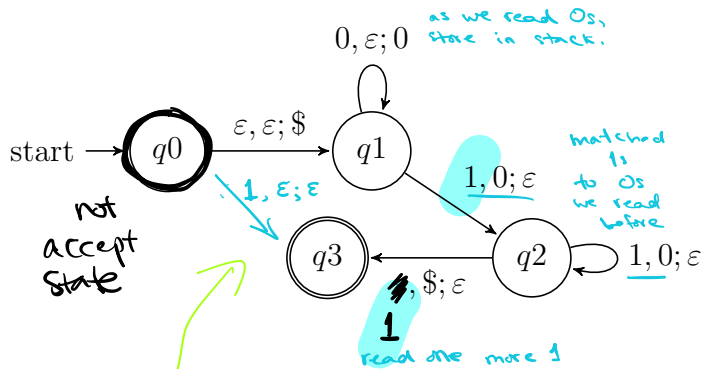 as we read 0s,
store in stack.
0, ε; 0
ε, ε; $
start
q0
q1
matched
1s
to 0s
we read
before
1, 0; ε
1, ε; ε
not
accept
state
q3
q2
1, 0; ε
, $; ε
1
read one more 1